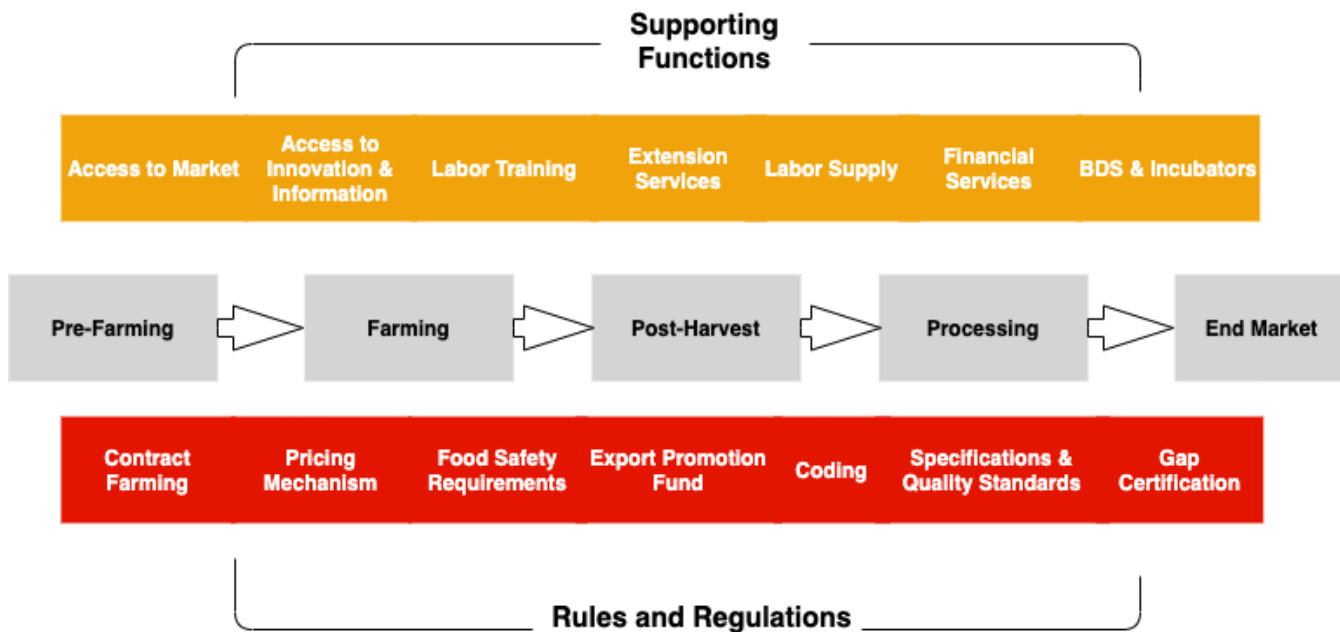 Supporting
Functions
Access to Market
Access to
Innovation &
Information
Labor Training
Extension
Services
Labor Supply
Financial
Services
BDS & Incubators
Pre-Farming
Farming
Post-Harvest
Processing
End Market
Contract
Farming
Pricing
Mechanism
Food Safety
Requirements
Export Promotion
Fund
Coding
Specifications &
Quality Standards
Gap
Certification
Rules and Regulations